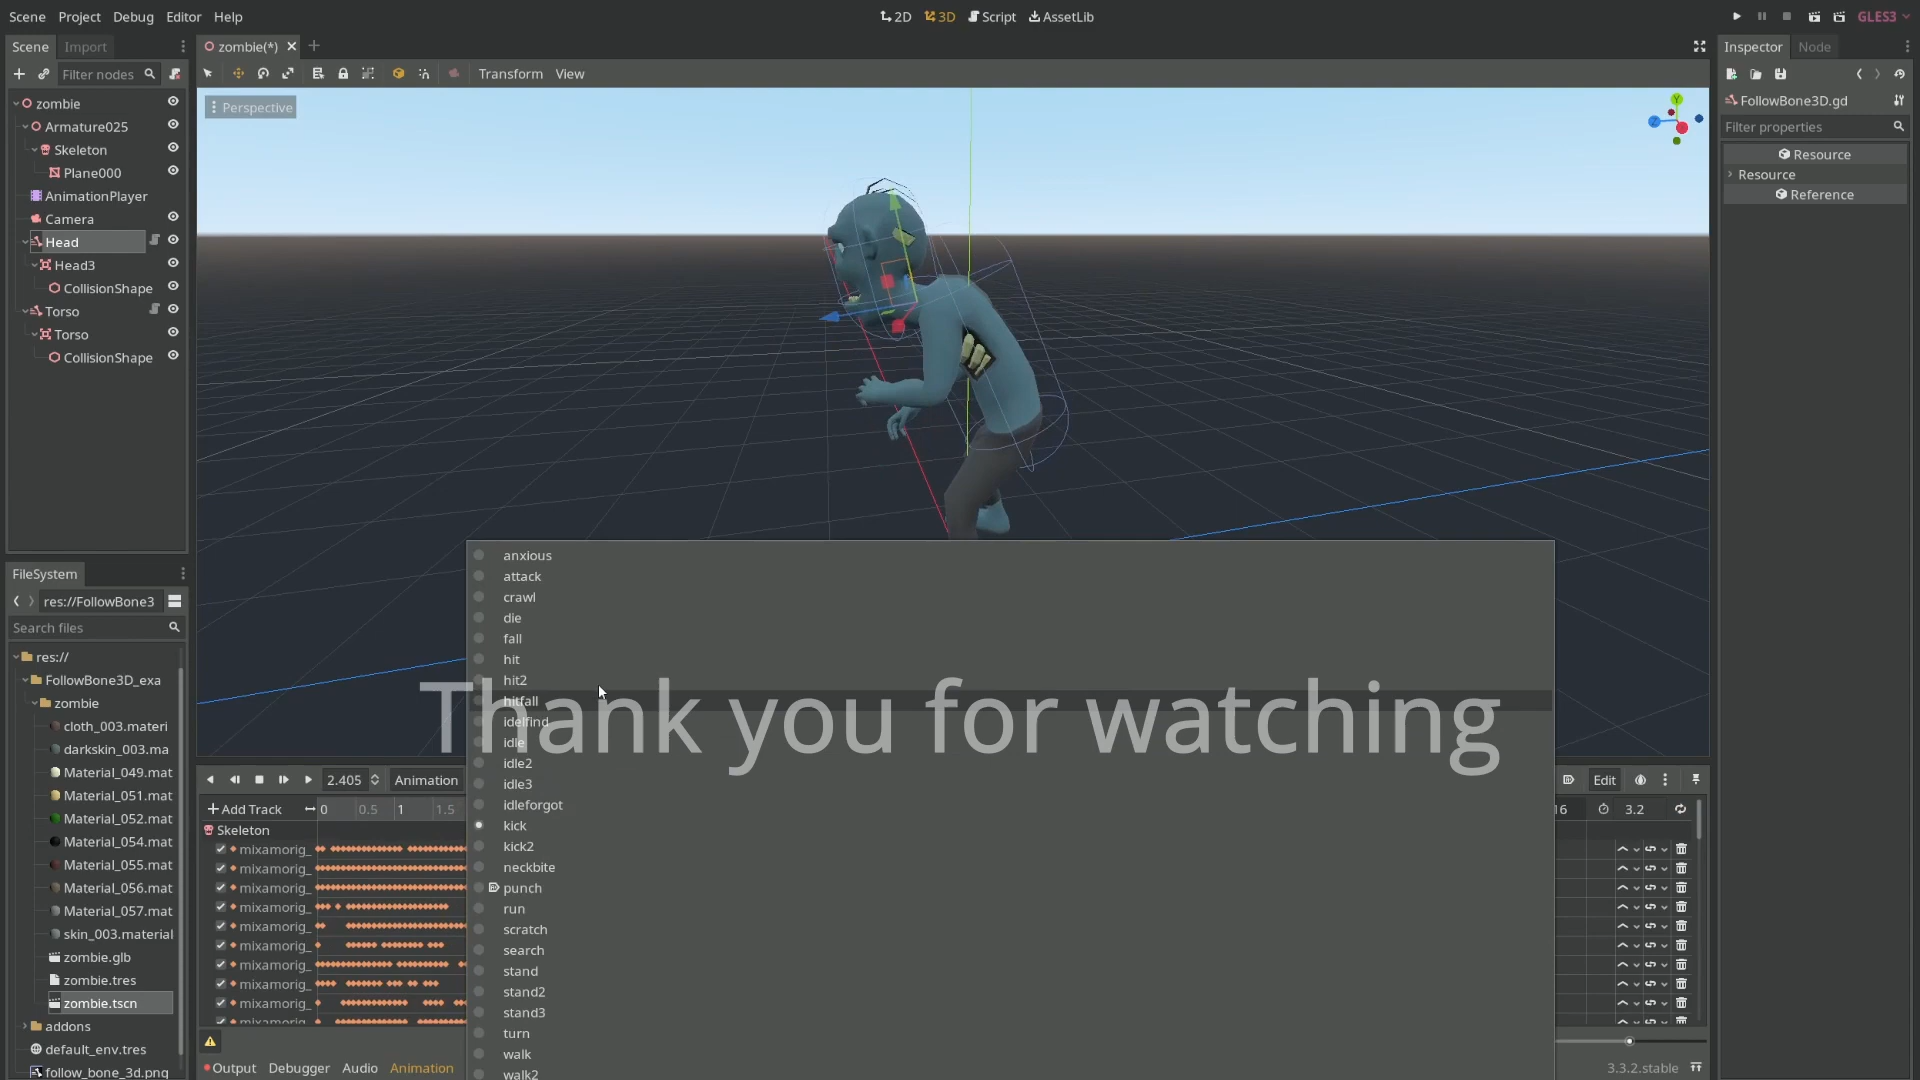 Scene Project Debug Editor Help
2D 3D Script AssetLib
GLES3
Scene Import
zombie(*)
Inspector Node
Filter nodes
Transform View
Perspective
FollowBone3D.gd
Filter properties
Resource
Resource
Reference
zombie
Armature025
Skeleton
Plane000
AnimationPlayer
Camera
Head
Head3
CollisionShape
Torso
Torso
CollisionShape
Y
Z
FileSystem
res://FollowBone3
Search files
res://
FollowBone3D_exa
zombie
cloth_003.materi
darkskin_003.ma
Material_049.mat
Material_051.mat
Material_052.mat
Material_054.mat
Material_055.mat
Material_056.mat
Material_057.mat
skin_003.material
zombie.glb
zombie.tres
zombie.tscn
addons
default_env.tres
follow_bone_3d.png
anxious
attack
crawl
die
fall
hit
hit2
hitfall
idelfind
idle
idle2
idle3
idleforgot
kick
kick2
neckbite
punch
run
scratch
search
stand
stand2
stand3
turn
walk
walk2
Thank you for watching
2.405 Animation
Edit
Add Track 0 0.5 1 1.5
16 3.2
Skeleton
mixamorig_
mixamorig_
mixamorig_
mixamorig_
mixamorig_
mixamorig_
mixamorig_
mixamorig_
mixamorig_
mixamorig_
Output Debugger Audio Animation
3.3.2.stable